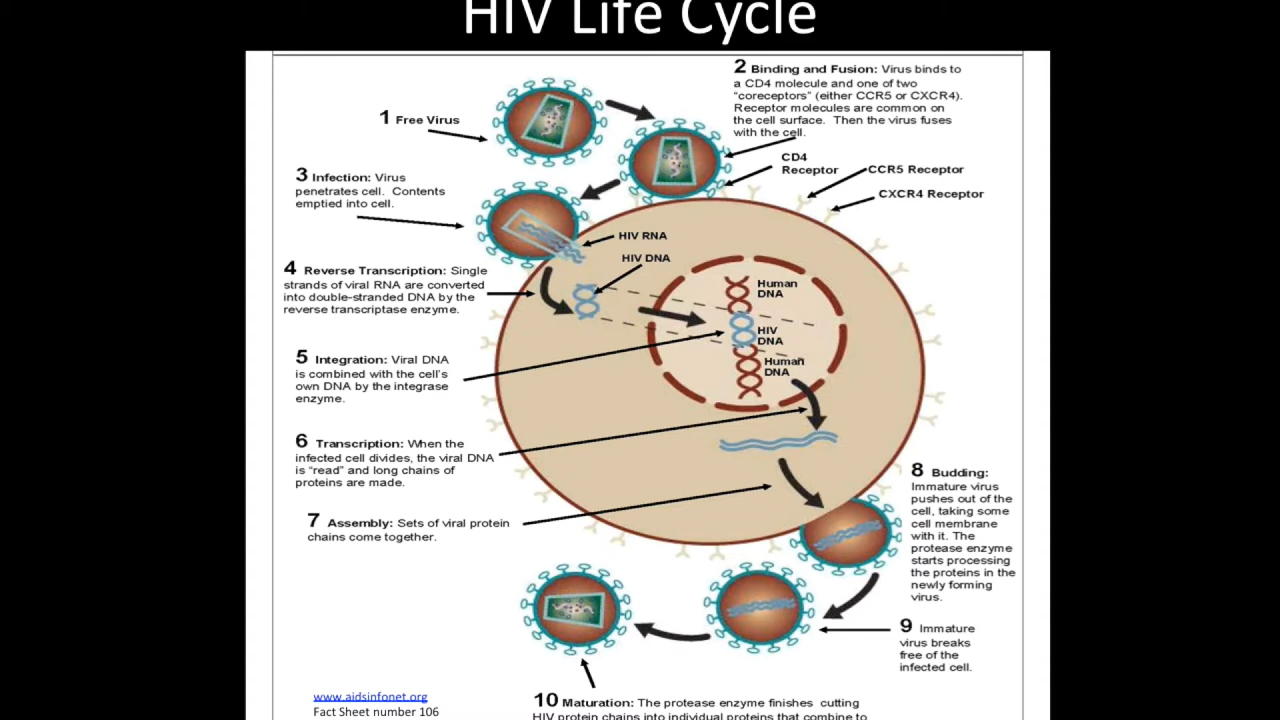 HIV Life Cycle
1 Free Virus
2 Binding and Fusion: Virus binds to
a CD4 molecule and one of two
"coreceptors" (either CCR5 or CXCR4).
Receptor molecules are common on
the cell surface. Then the virus fuses
with the cell.
CD4
Receptor
CCR5 Receptor
CXCR4 Receptor
3 Infection: Virus
penetrates cell. Contents
emptied into cell.
HIV RNA
HIV DNA
4 Reverse Transcription: Single
strands of viral RNA are converted
into double-stranded DNA by the
reverse transcriptase enzyme.
Human
DNA
HIV
DNA
Human
DNA
5 Integration: Viral DNA
is combined with the cell's
own DNA by the integrase
enzyme.
6 Transcription: When the
infected cell divides, the viral DNA
is "read" and long chains of
proteins are made.
7 Assembly: Sets of viral protein
chains come together.
8 Budding:
Immature virus
pushes out of the
cell, taking some
cell membrane
with it. The
protease enzyme
starts processing
the proteins in the
newly forming
virus.
9 Immature
virus breaks
free of the
infected cell.
10 Maturation: The protease enzyme finishes cutting
HIV protein chains into individual proteins that combine to
www.aidsinfonet.org
Fact Sheet number 106